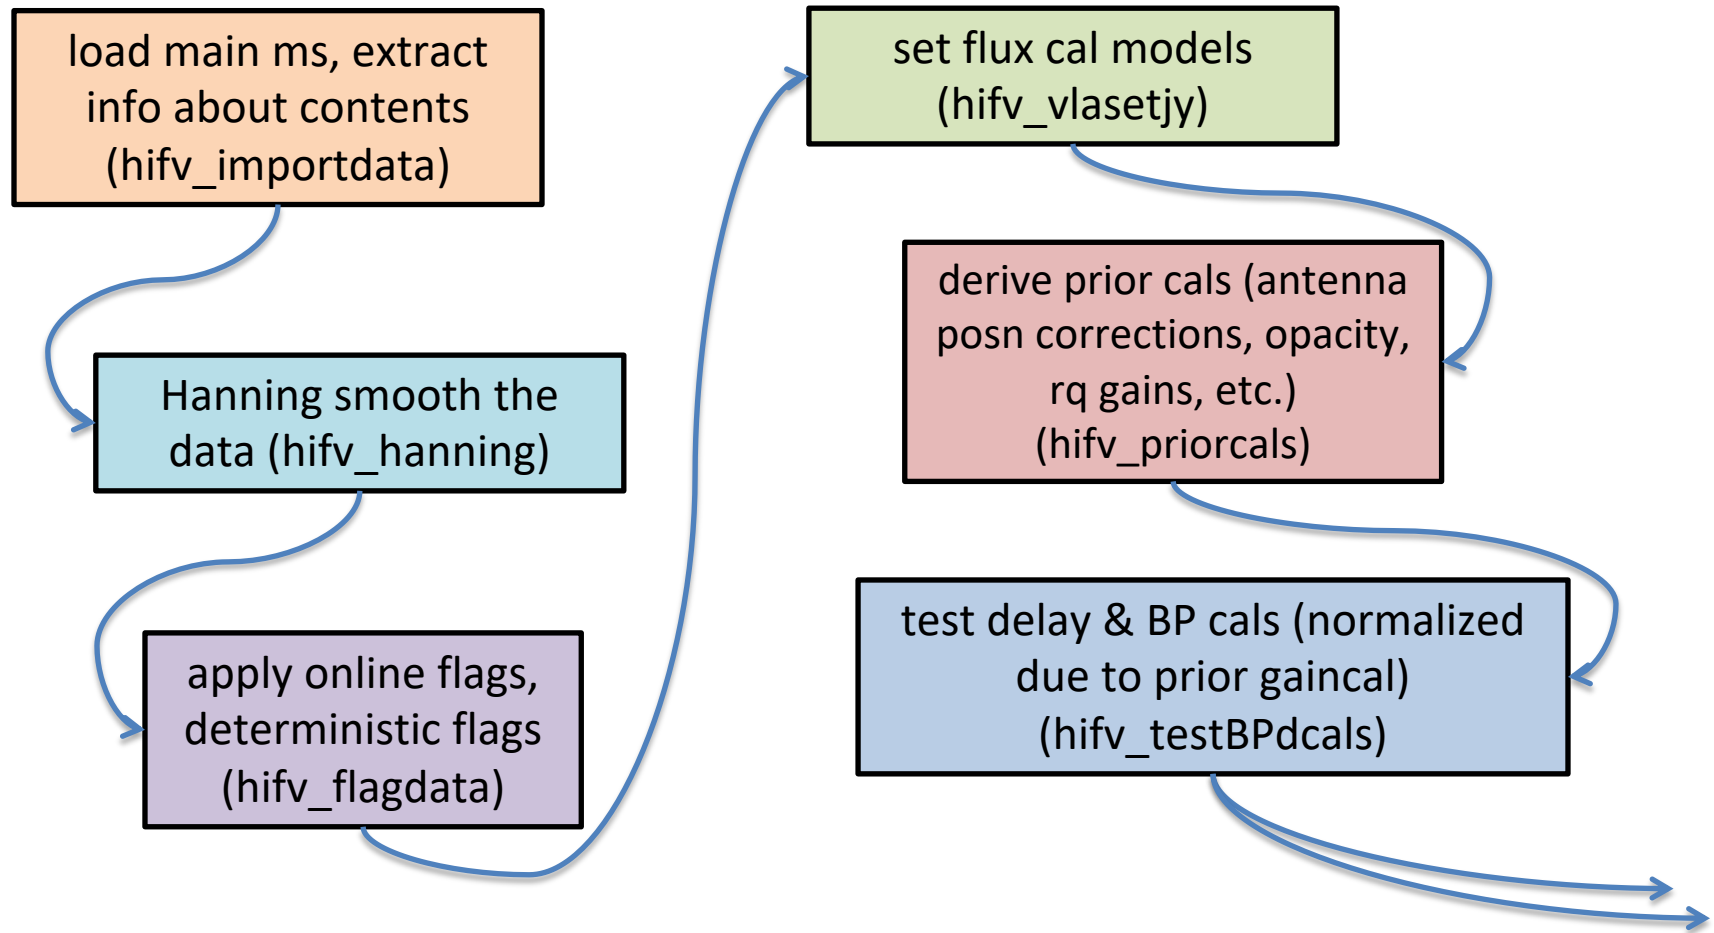 load main ms, extract
info about contents
(hifv_importdata)
Hanning smooth the
data (hifv_hanning)
apply online flags,
deterministic flags
(hifv_flagdata)
set flux cal models
(hifv_vlasetjy)
derive prior cals (antenna
posn corrections, opacity,
rq gains, etc.)
(hifv_priorcals)
test delay & BP cals (normalized
due to prior gaincal)
(hifv_testBPdcals)